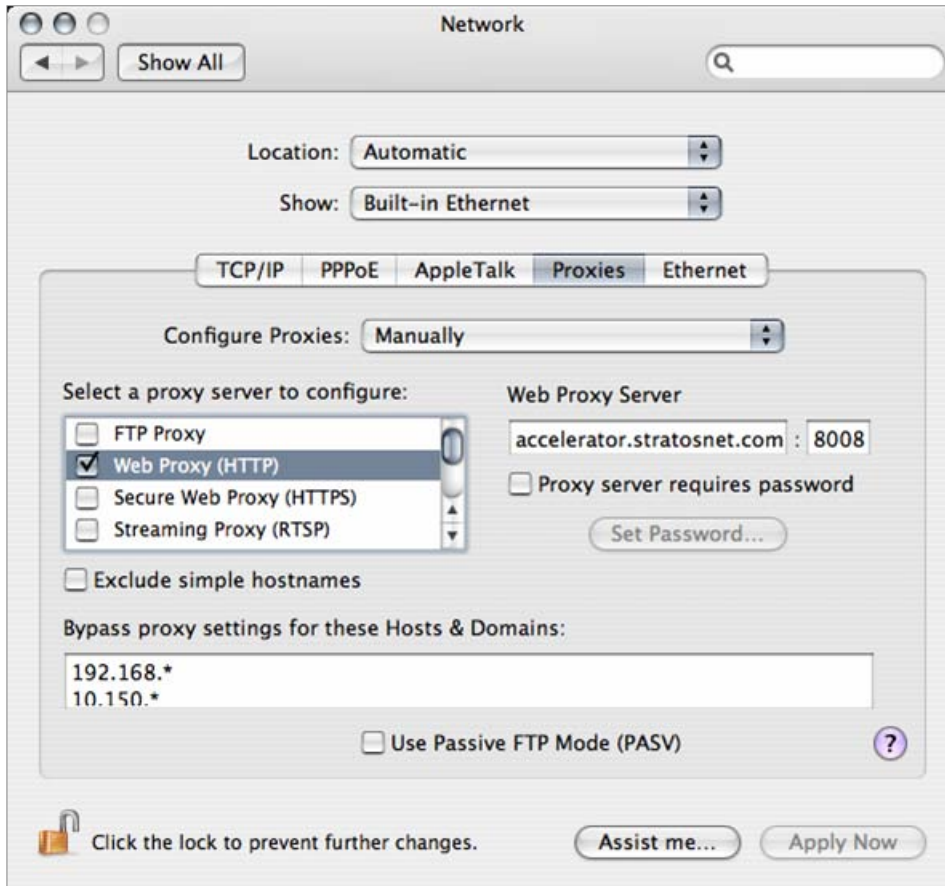 Network
Show All
Location: Automatic
Show: Built-in Ethernet
TCP/IP PPPoE AppleTalk Proxies Ethernet
Configure Proxies: Manually
Select a proxy server to configure:
FTP Proxy
Web Proxy (HTTP)
Secure Web Proxy (HTTPS)
Streaming Proxy (RTSP)
Web Proxy Server
accelerator.stratosnet.com : 8008
Proxy server requires password
Set Password...
Exclude simple hostnames
Bypass proxy settings for these Hosts & Domains:
192.168.*
10.150.*
Use Passive FTP Mode (PASV)
?
Click the lock to prevent further changes.
Assist me...
Apply Now